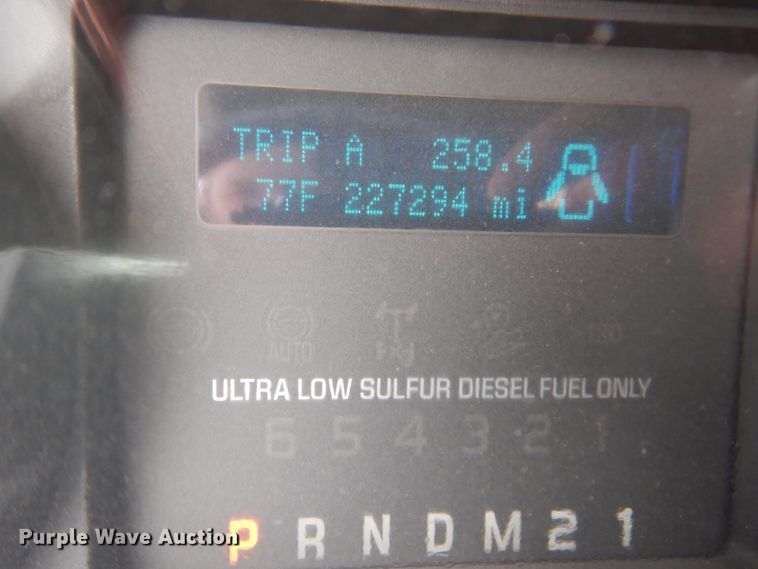 TRIP A 258.4
77F 227294 mi
AUTO
ULTRA LOW SULFUR DIESEL FUEL ONLY
6 5 4 3 2 1
P R N D M 2 1
Purple Wave Auction